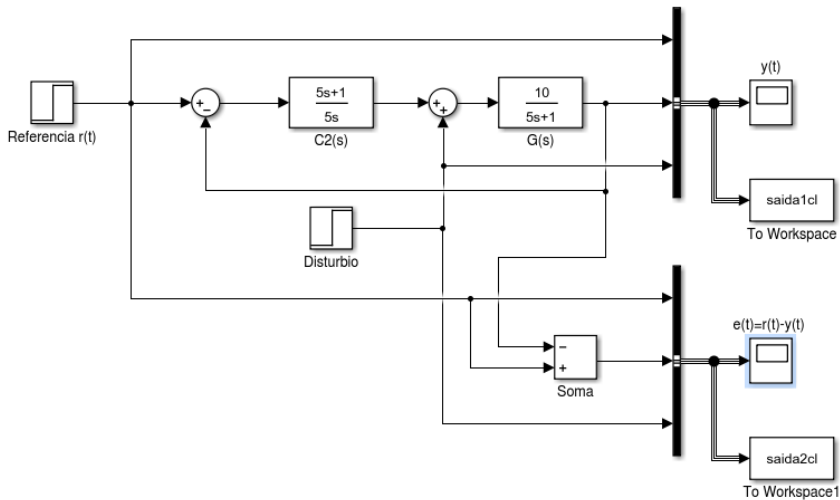 y(t)
+
−
5s+1
5s
C2(s)
+
+
10
5s+1
G(s)
Referencia r(t)
saida1cl
To Workspace
Disturbio
e(t)=r(t)-y(t)
−
+
Soma
saida2cl
To Workspace1